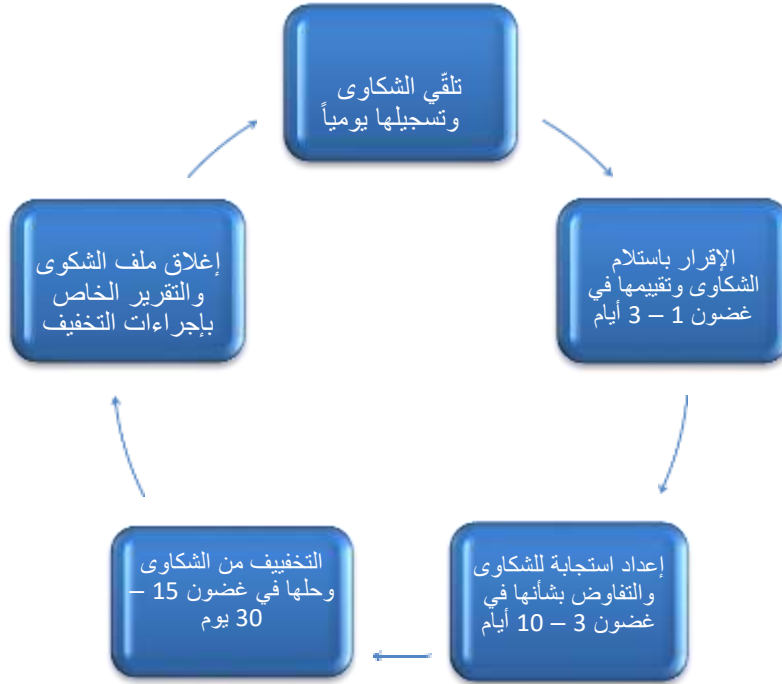 تلقّي الشكاوى
وتسجيلها يومياً
الإقرار باستلام
الشكاوى وتقييمها في
غضون 1 – 3 أيام
إعداد استجابة للشكاوى
والتفاوض بشأنها في
غضون 3 – 10 أيام
التخفييف من الشكاوى
وحلها في غضون 15 –
30 يوم
إغلاق ملف الشكوى
والتقرير الخاص
بإجراءات التخفيف